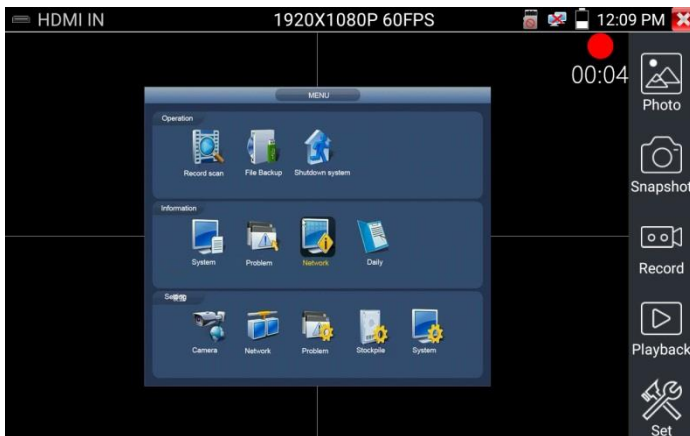 HDMI IN
1920X1080P 60FPS
12:09 PM
00:04
Photo
Snapshot
Record
Playback
Set
MENU
Operation
Record scan
File Backup
Shutdown system
Information
System
Problem
Network
Daily
Camera
Network
Problem
Stockpile
System